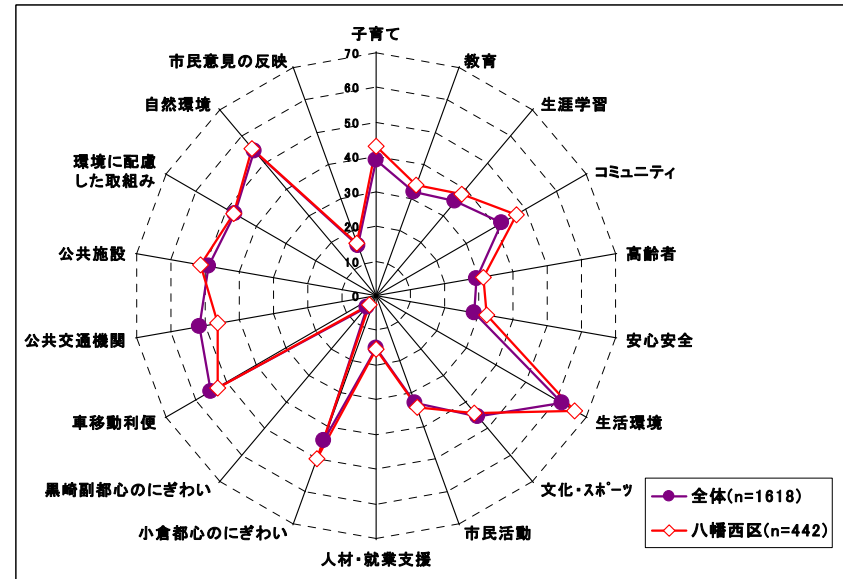 子育て
教育
生涯学習
コミュニティ
高齢者
安心安全
生活環境
文化・スポーツ
市民活動
人材・就業支援
小倉都心のにぎわい
黒崎副都心のにぎわい
車移動利便
公共交通機関
公共施設
環境に配慮
した取組み
自然環境
市民意見の反映
70
60
50
40
30
20
10
0
全体(n=1618)
八幡西区(n=442)